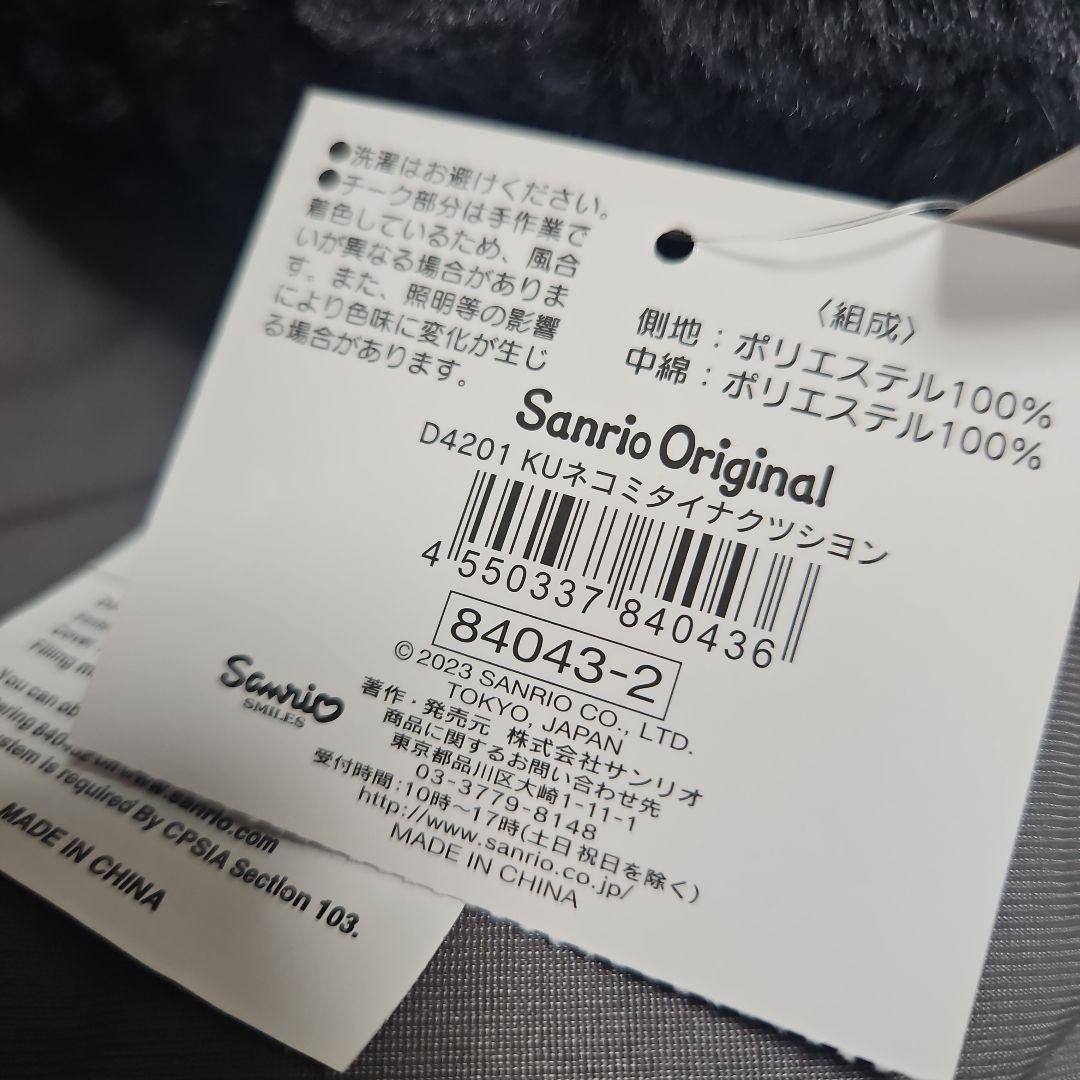 ●洗濯はお避けください。
●チーク部分は手作業で
着色しているため、風合
いが異なる場合がありま
す。また、照明等の影響
により色味に変化が生じ
る場合があります。
〈組成〉
側地：ポリエステル100%
中綿：ポリエステル100%
Sanrio Original
D4201 KUネコミタイナクツシヨン
4 550337 840436
84043-2
© 2023 SANRIO CO., LTD.
TOKYO, JAPAN
Sanrio
SMILES
著作・発売元 株式会社サンリオ
商品に関するお問い合わせ先
東京都品川区大崎1-11-1
03-3779-8148
受付時間:10時〜17時(土日祝日を除く)
http://www.sanrio.co.jp/
MADE IN CHINA
Cover
Filling
You can
www.sanrio.com
is required By CPSIA Section 103.
MADE IN CHINA